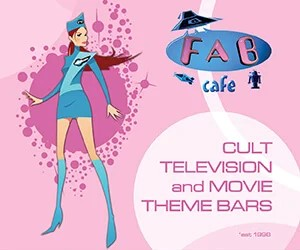 FAB
cafe
CULT
TELEVISION
and MOVIE
THEME BARS
*est 1998